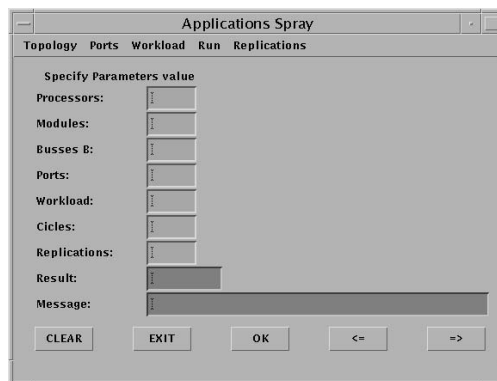 Applications Spray
Topology Ports Workload Run Replications
Specify Parameters value
Processors:
Modules:
Busses B:
Ports:
Workload:
Cicles:
Replications:
Result:
Message:
CLEAR EXIT OK <= =>